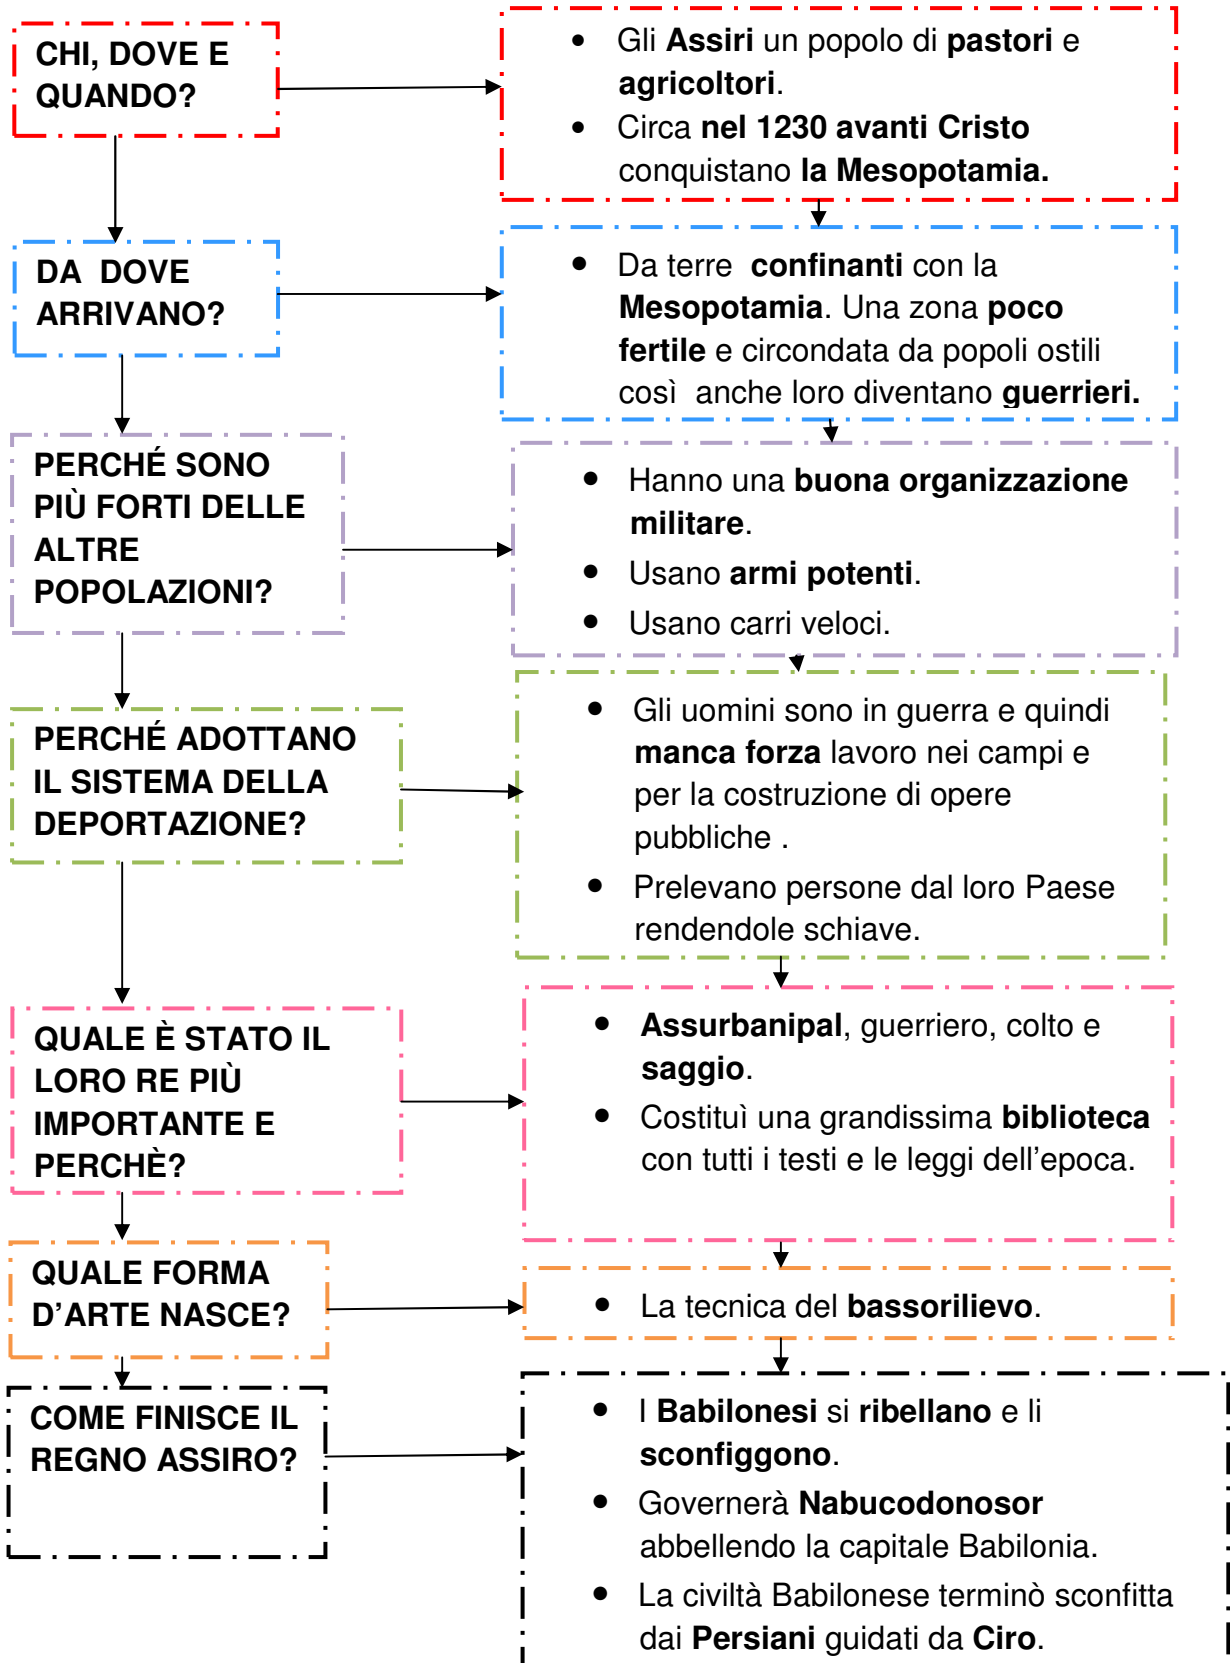 CHI, DOVE E
QUANDO?
• Gli Assiri un popolo di pastori e
agricoltori.
• Circa nel 1230 avanti Cristo
conquistano la Mesopotamia.
DA DOVE
ARRIVANO?
• Da terre confinanti con la
Mesopotamia. Una zona poco
fertile e circondata da popoli ostili
così anche loro diventano guerrieri.
PERCHÉ SONO
PIÙ FORTI DELLE
ALTRE
POPOLAZIONI?
• Hanno una buona organizzazione
militare.
• Usano armi potenti.
• Usano carri veloci.
PERCHÉ ADOTTANO
IL SISTEMA DELLA
DEPORTAZIONE?
• Gli uomini sono in guerra e quindi
manca forza lavoro nei campi e
per la costruzione di opere
pubbliche .
• Prelevano persone dal loro Paese
rendendole schiave.
QUALE È STATO IL
LORO RE PIÙ
IMPORTANTE E
PERCHÈ?
• Assurbanipal, guerriero, colto e
saggio.
• Costituì una grandissima biblioteca
con tutti i testi e le leggi dell’epoca.
QUALE FORMA
D’ARTE NASCE?
• La tecnica del bassorilievo.
COME FINISCE IL
REGNO ASSIRO?
• I Babilonesi si ribellano e li
sconfiggono.
• Governerà Nabucodonosor
abbellendo la capitale Babilonia.
• La civiltà Babilonese terminò sconfitta
dai Persiani guidati da Ciro.